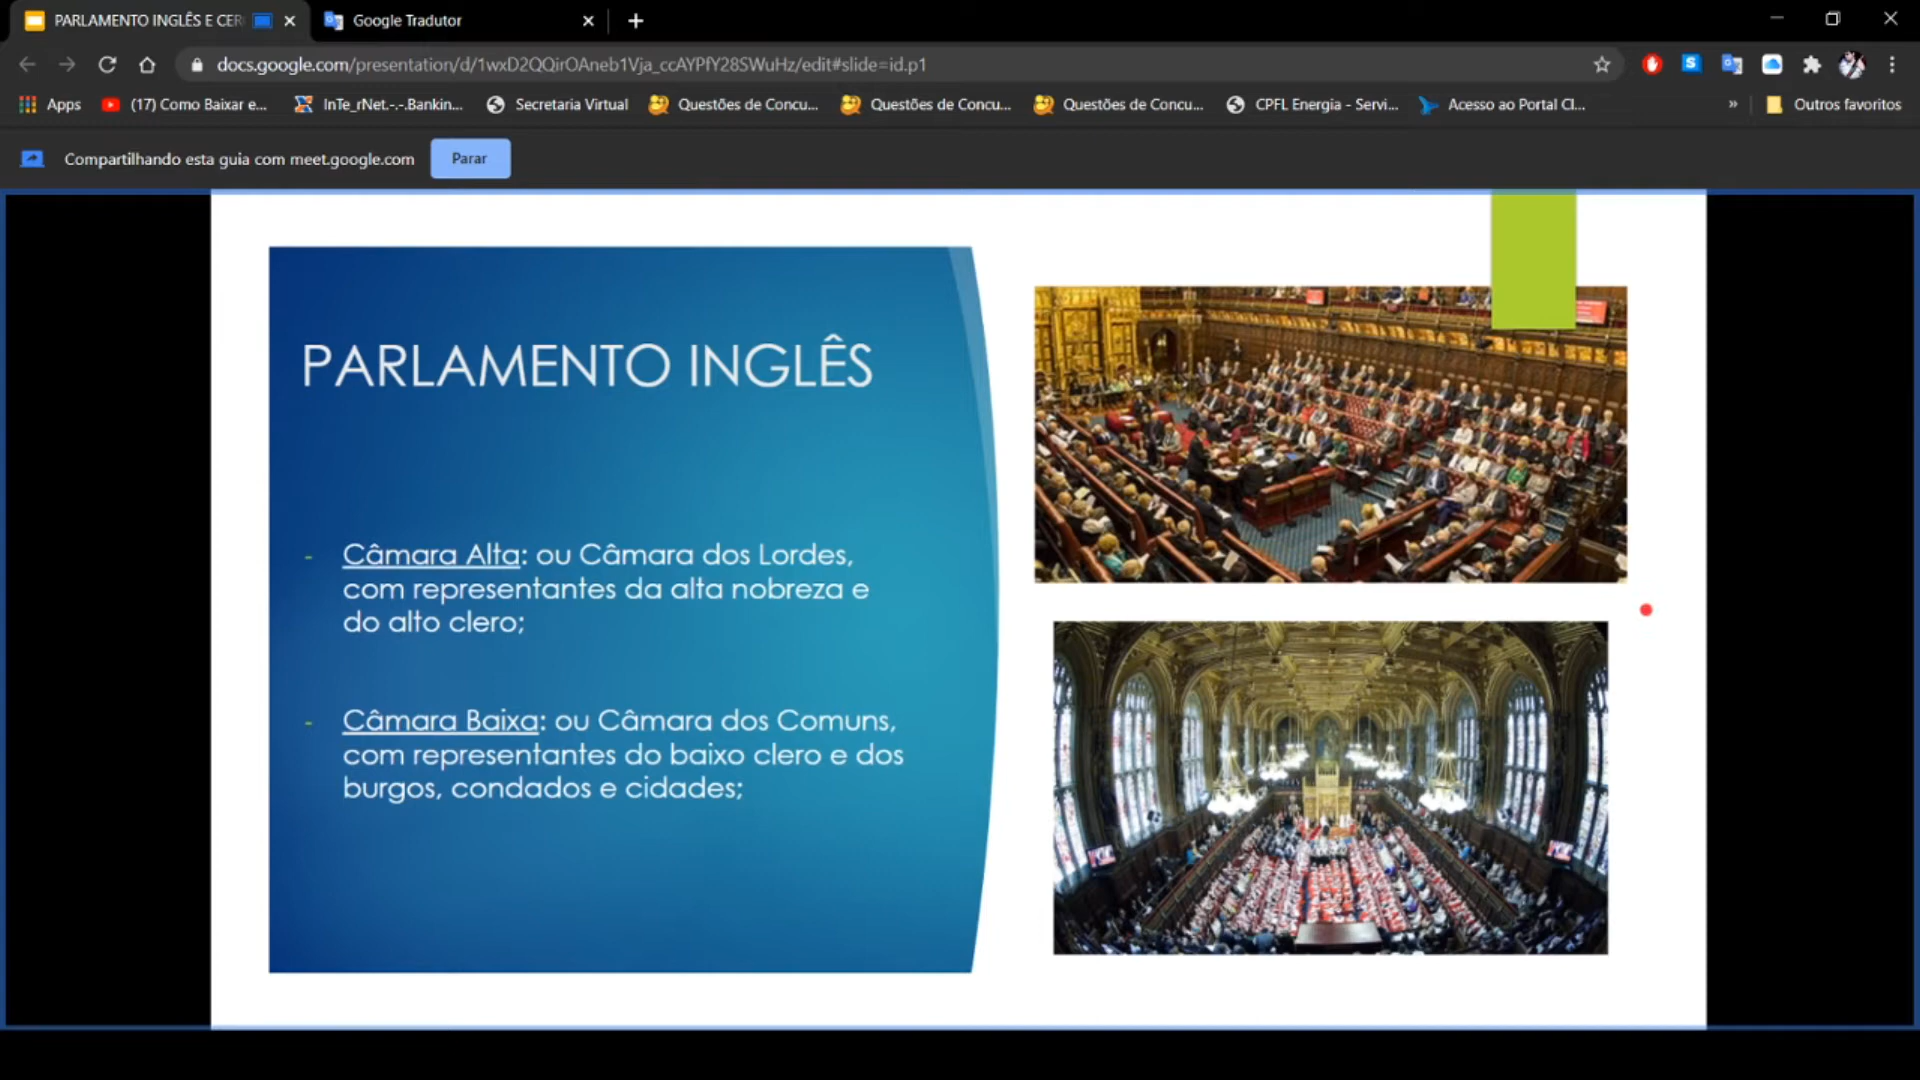 PARLAMENTO INGLÊS E CER
Google Tradutor
docs.google.com/presentation/d/1wxD2QQirOAneb1Vja_ccAYPfY28SWuHz/edit#slide=id.p1
Apps
(17) Como Baixar e...
InTe_rNet.-.-.Bankin...
Secretaria Virtual
Questões de Concu...
Questões de Concu...
Questões de Concu...
CPFL Energia - Servi...
Acesso ao Portal Cl...
»
Outros favoritos
Compartilhando esta guia com meet.google.com
Parar
PARLAMENTO INGLÊS
- Câmara Alta: ou Câmara dos Lordes,
com representantes da alta nobreza e
do alto clero;
- Câmara Baixa: ou Câmara dos Comuns,
com representantes do baixo clero e dos
burgos, condados e cidades;